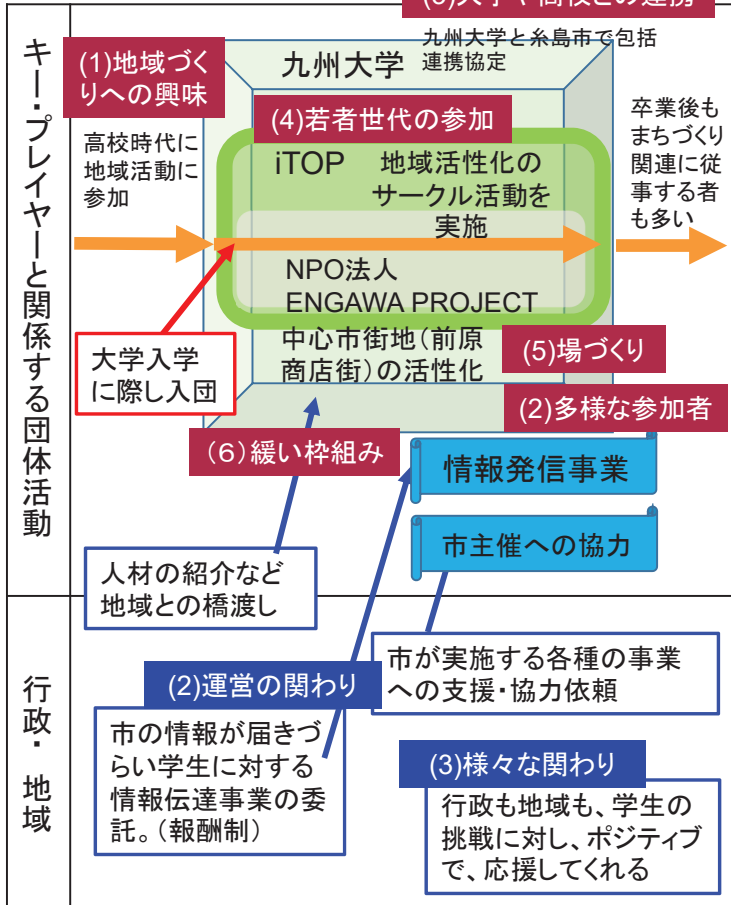 キー・プレイヤーと関係する団体活動
九州大学と糸島市で包括
連携協定
九州大学
(1)地域づく
りへの興味
高校時代に
地域活動に
参加
(4)若者世代の参加
iTOP 地域活性化の
サークル活動を
実施
卒業後も
まちづくり
関連に従
事する者
も多い
NPO法人
ENGAWA PROJECT
中心市街地(前原
商店街)の活性化
大学入学
に際し入団
(5)場づくり
(2)多様な参加者
(6)緩い枠組み
情報発信事業
市主催への協力
人材の紹介など
地域との橋渡し
行政・地域
(2)運営の関わり
市の情報が届きづ
らい学生に対する
情報伝達事業の委
託。(報酬制)
市が実施する各種の事業
への支援・協力依頼
(3)様々な関わり
行政も地域も、学生の
挑戦に対し、ポジティブ
で、応援してくれる